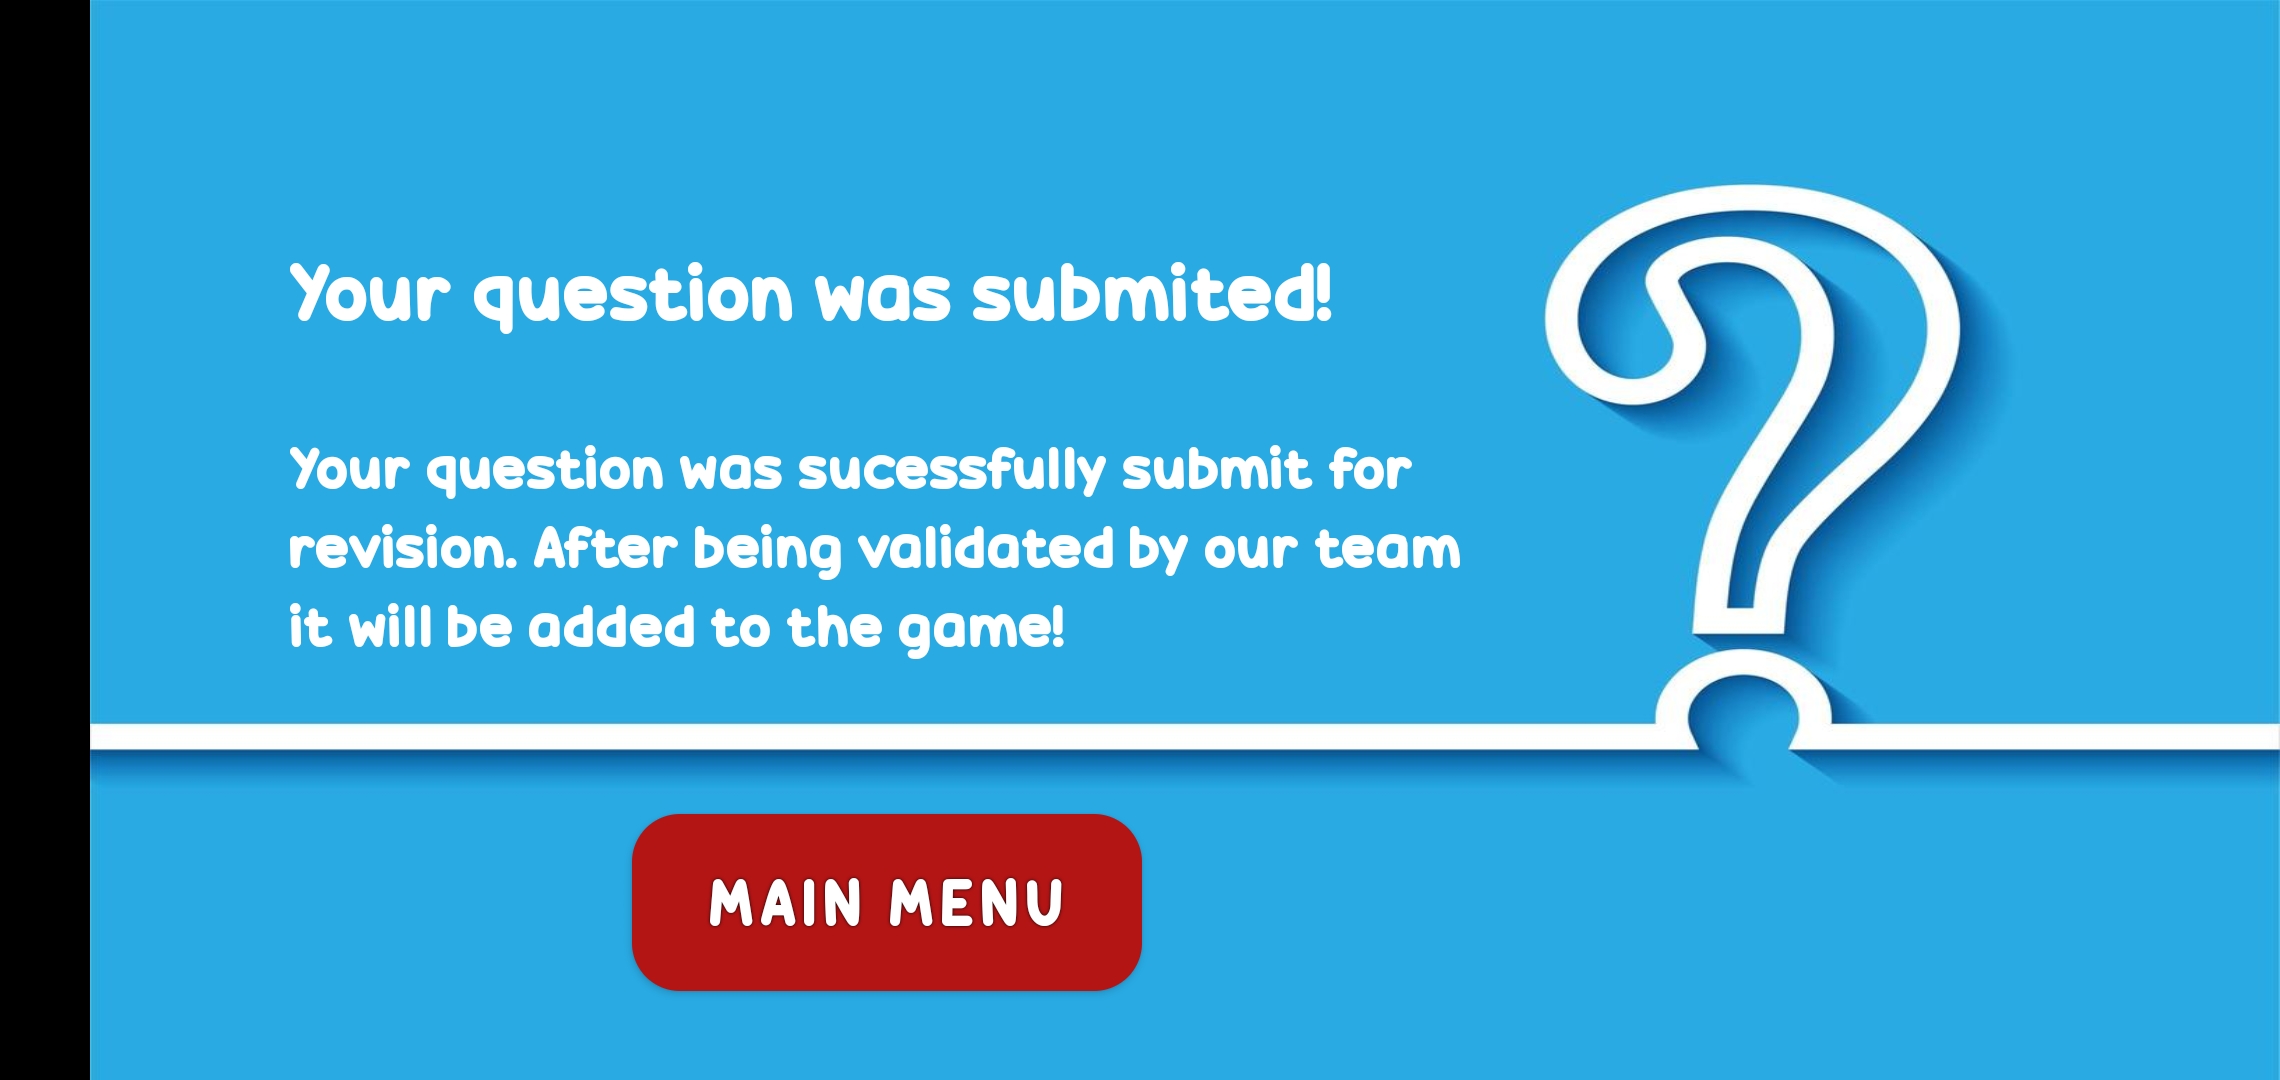 Your question was submited!
Your question was sucessfully submit for
revision. After being validated by our team
it will be added to the game!
MAIN MENU